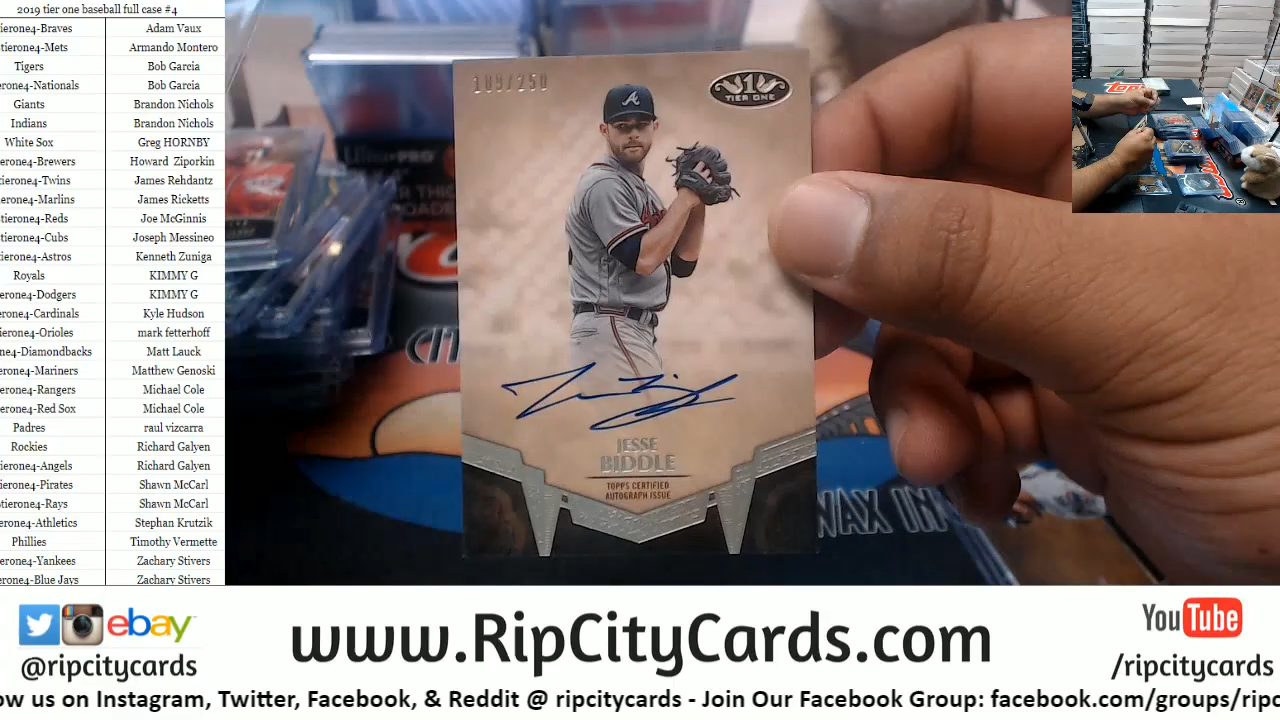 2019 tier one baseball full case #4
ierone4-Braves Adam Vaux
tierone4-Mets Armando Montero
Tigers Bob Garcia
erone4-Nationals Bob Garcia
Giants Brandon Nichols
Indians Brandon Nichols
White Sox Greg HORNBY
erone4-Brewers Howard Ziporkin
tierone4-Twins James Rehdantz
ierone4-Marlins James Ricketts
tierone4-Reds Joe McGinnis
tierone4-Cubs Joseph Messineo
ierone4-Astros Kenneth Zuniga
Royals KIMMY G
erone4-Dodgers KIMMY G
erone4-Cardinals Kyle Hudson
ierone4-Orioles mark fetterhoff
ne4-Diamondbacks Matt Lauck
erone4-Mariners Matthew Genoski
erone4-Rangers Michael Cole
erone4-Red Sox Michael Cole
Padres raul vizcarra
Rockies Richard Galyen
ierone4-Angels Richard Galyen
ierone4-Pirates Shawn McCarl
tierone4-Rays Shawn McCarl
erone4-Athletics Stephan Krutzik
Phillies Timothy Vermette
erone4-Yankees Zachary Stivers
erone4-Blue Jays Zachary Stivers
1
TIER ONE
A
JESSE
BIDDLE
TOPPS CERTIFIED
AUTOGRAPH ISSUE
WAX IN
ebay
@ripcitycards
www.RipCityCards.com
YouTube
/ripcitycards
ow us on Instagram, Twitter, Facebook, & Reddit @ ripcitycards - Join Our Facebook Group: facebook.com/groups/ripc